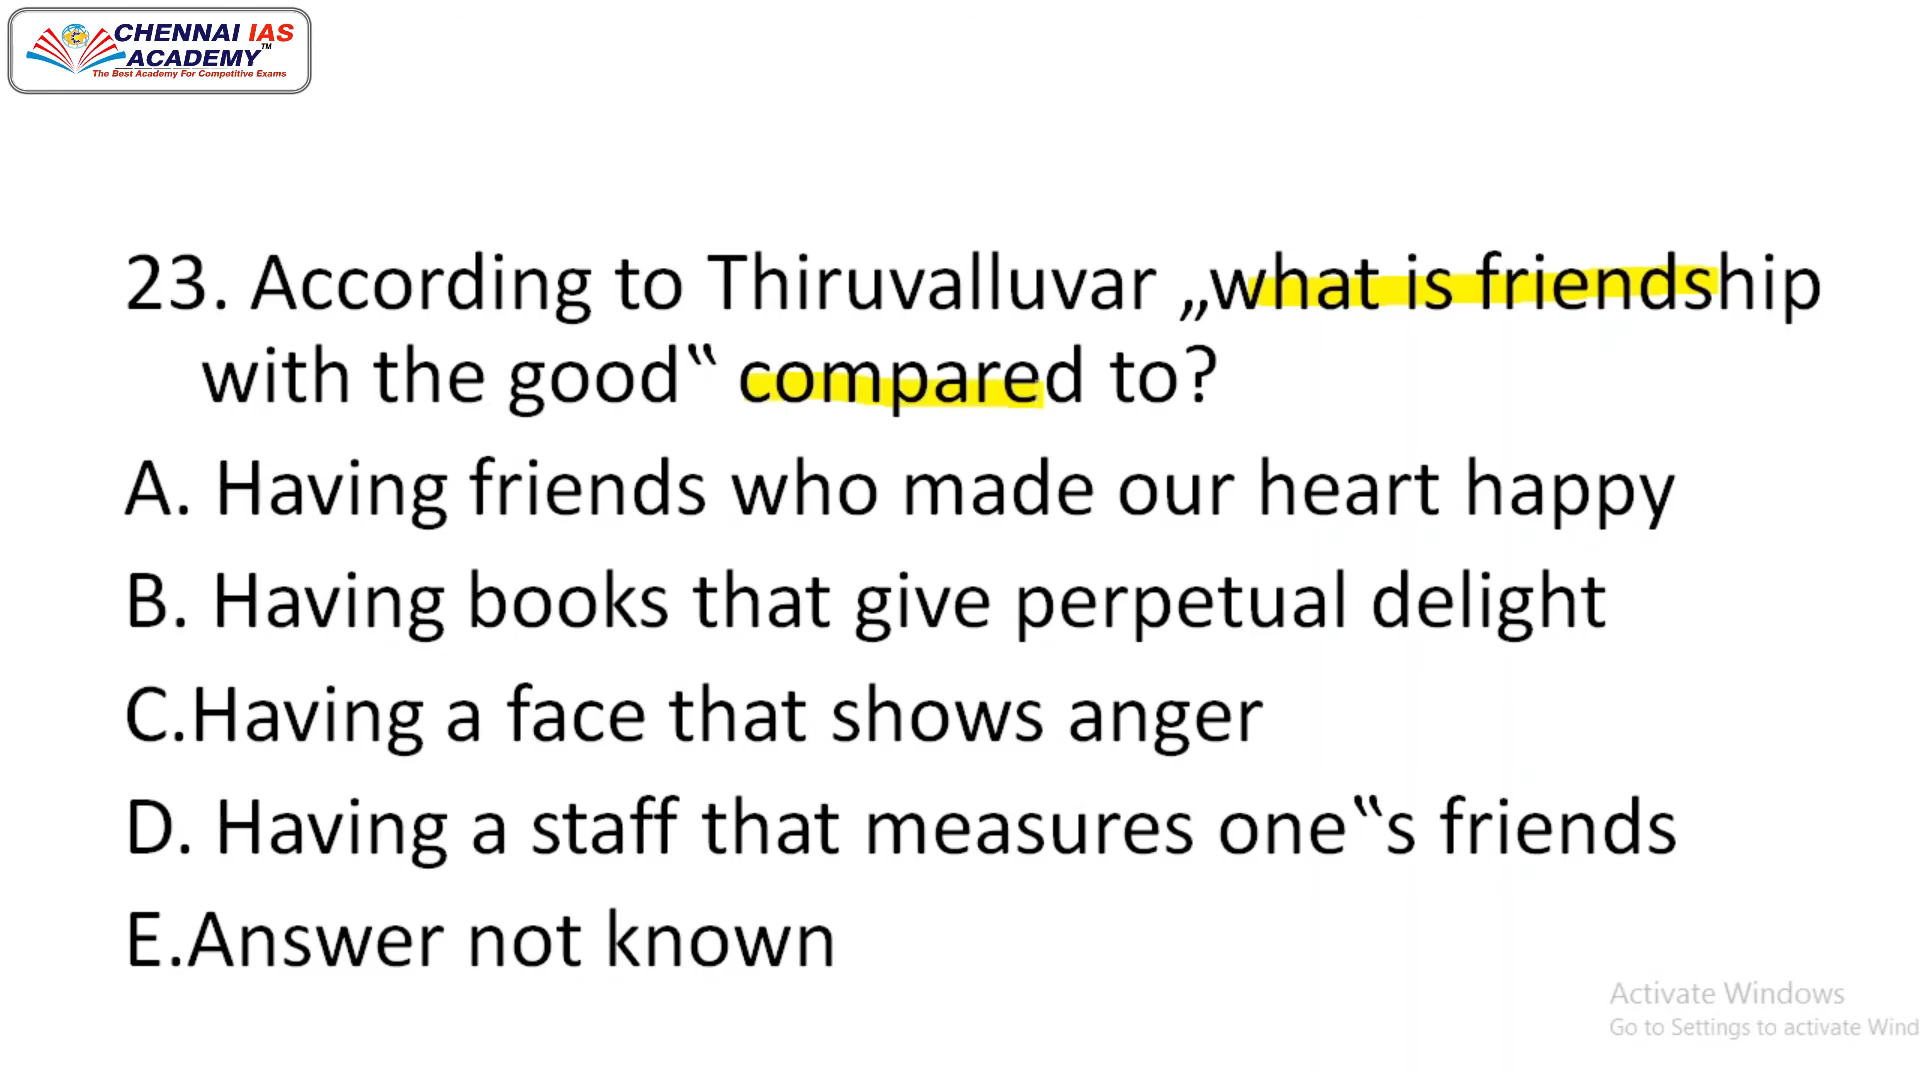 CHENNAI IAS
ACADEMY™
The Best Academy For Competitive Exams
23. According to Thiruvalluvar „what is friendship
with the good‟ compared to?
A. Having friends who made our heart happy
B. Having books that give perpetual delight
C.Having a face that shows anger
D. Having a staff that measures one‟s friends
E.Answer not known
Activate Windows
Go to Settings to activate Wind